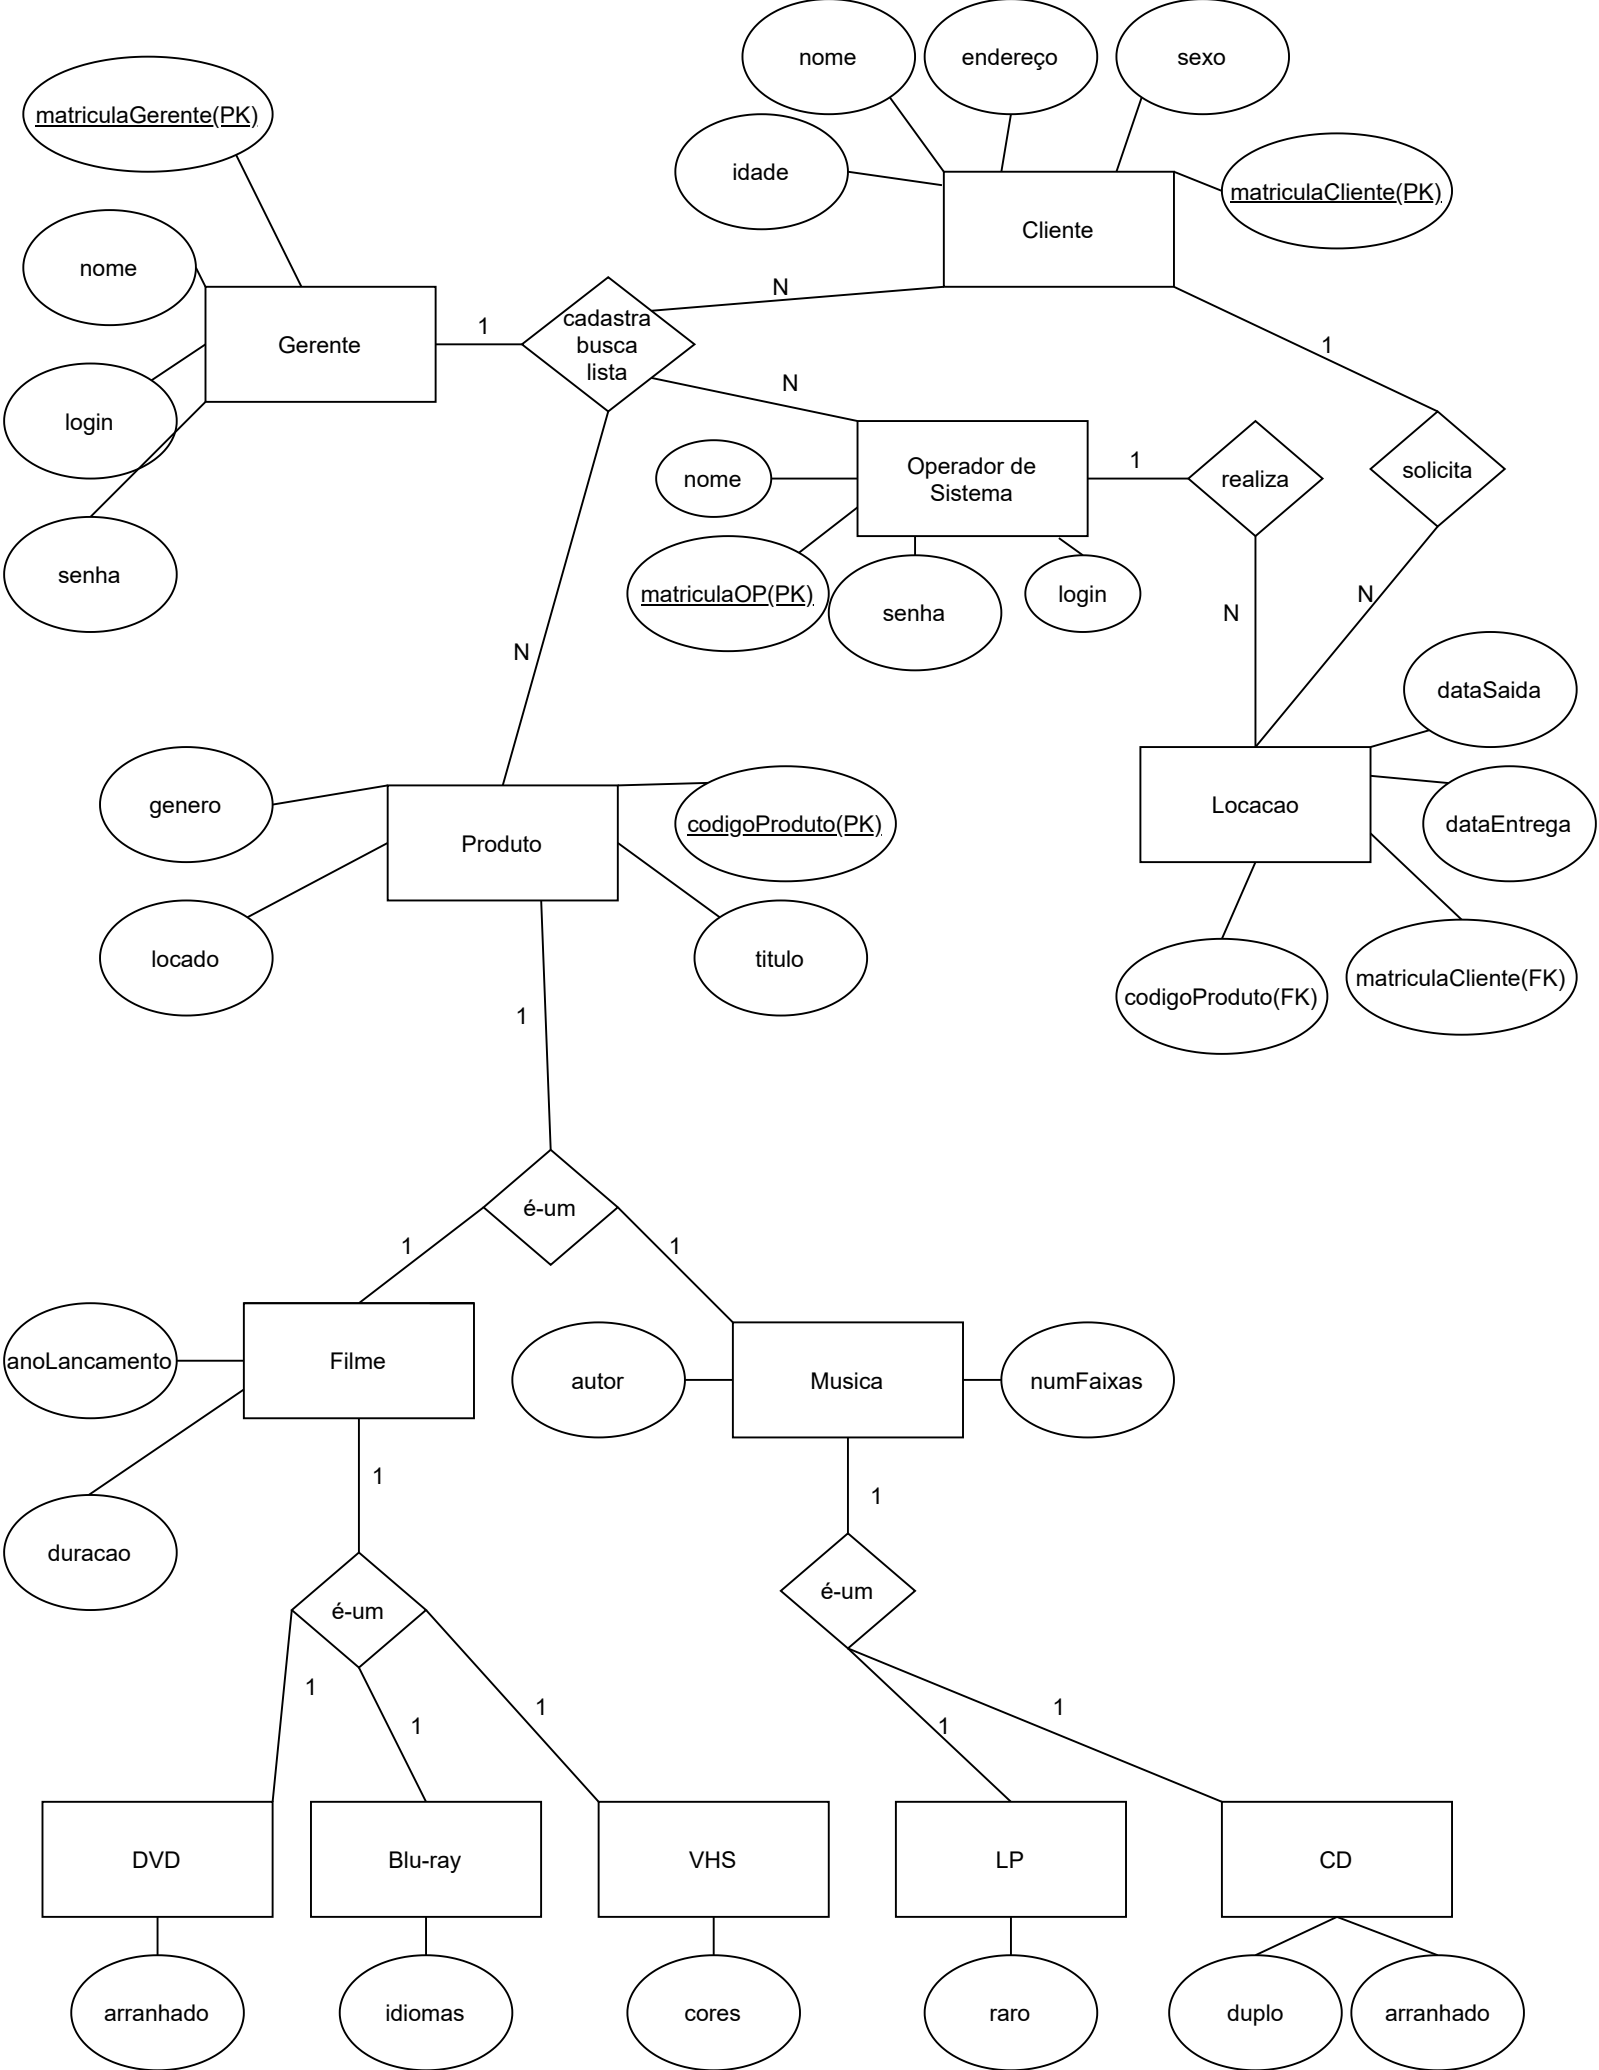 nome
endereço
sexo
matriculaGerente(PK)
idade
matriculaCliente(PK)
Cliente
nome
N
cadastra
busca
lista
1
Gerente
1
N
login
nome
Operador de
Sistema
1
realiza
solicita
senha
matriculaOP(PK)
senha
login
N
N
N
dataSaida
genero
codigoProduto(PK)
Produto
Locacao
dataEntrega
locado
titulo
codigoProduto(FK)
matriculaCliente(FK)
1
é-um
1
1
anoLancamento
Filme
autor
Musica
numFaixas
1
1
duracao
é-um
é-um
1
1
1
1
1
DVD
Blu-ray
VHS
LP
CD
arranhado
idiomas
cores
raro
duplo
arranhado